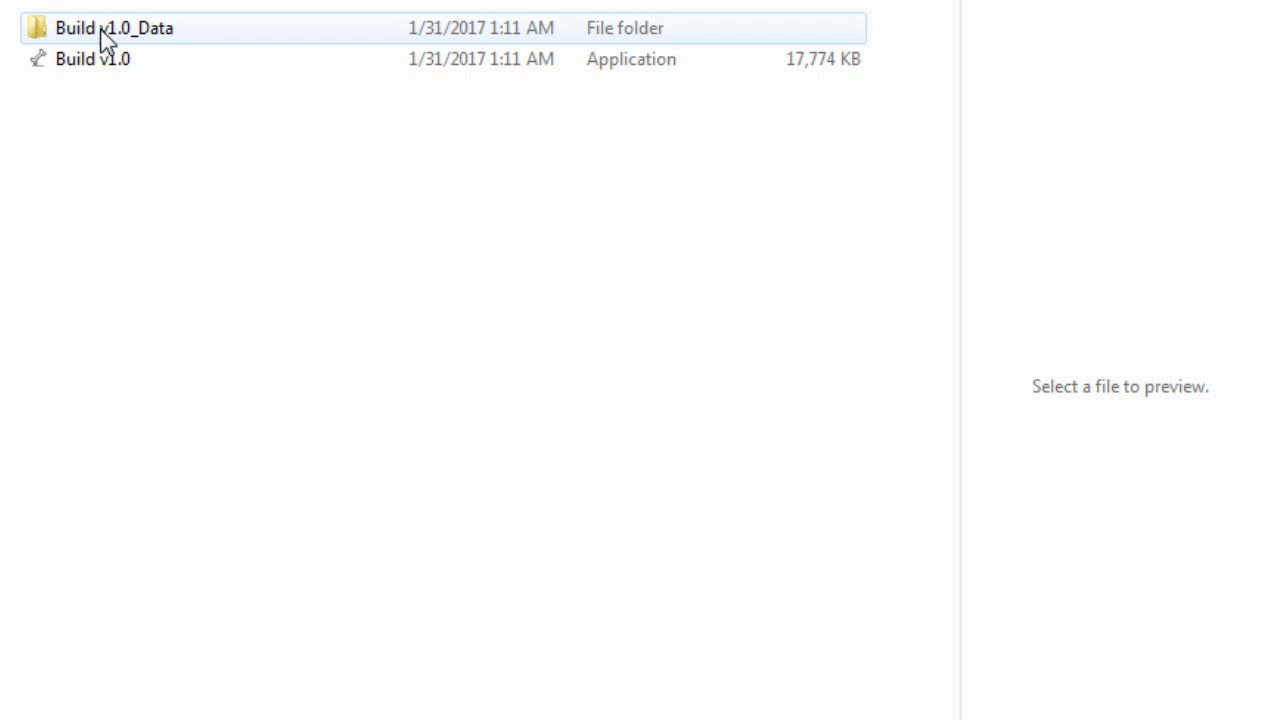 Build v1.0_Data 1/31/2017 1:11 AM File folder
Build v1.0 1/31/2017 1:11 AM Application 17,774 KB
Select a file to preview.